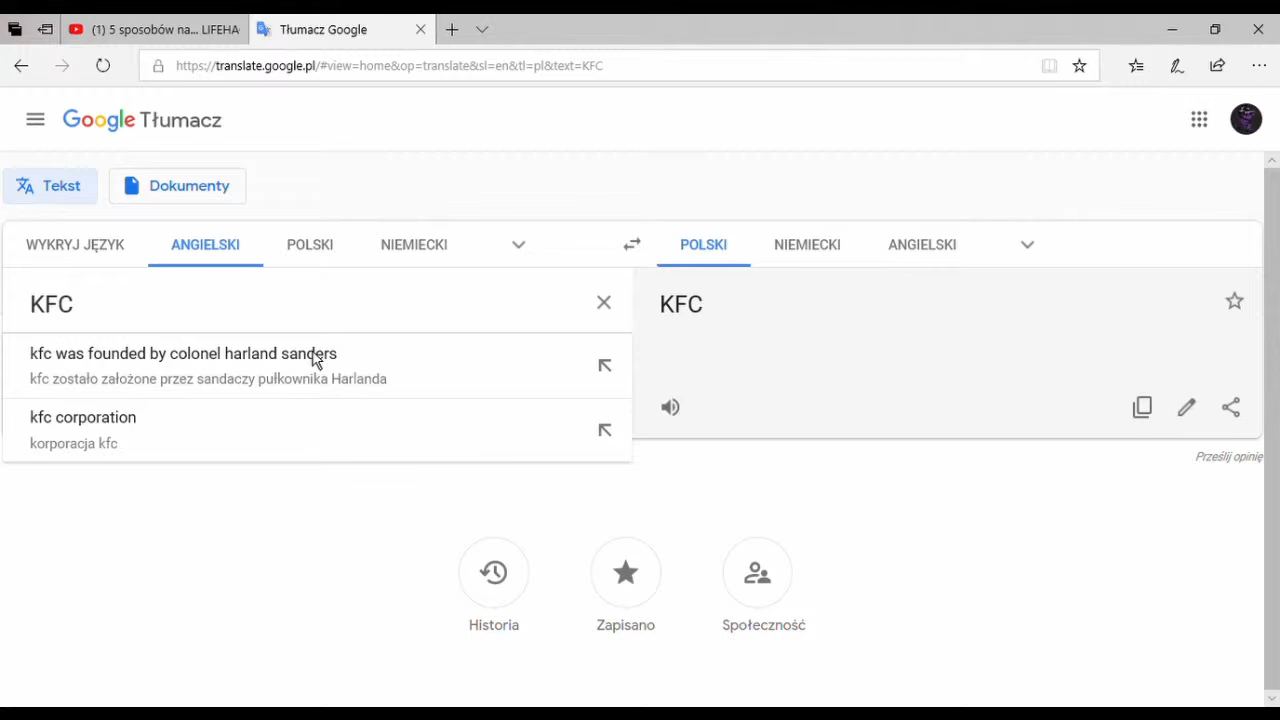 (1) 5 sposobów na... LIFEHA
Tłumacz Google
https://translate.google.pl/#view=home&op=translate&sl=en&tl=pl&text=KFC
Google Tłumacz
Tekst
Dokumenty
WYKRYJ JĘZYK ANGIELSKI POLSKI NIEMIECKI
POLSKI NIEMIECKI ANGIELSKI
KFC
KFC
kfc was founded by colonel harland sanders
kfc zostało założone przez sandaczy pułkownika Harlanda
kfc corporation
korporacja kfc
Prześlij opinię
Historia
Zapisano
Społeczność